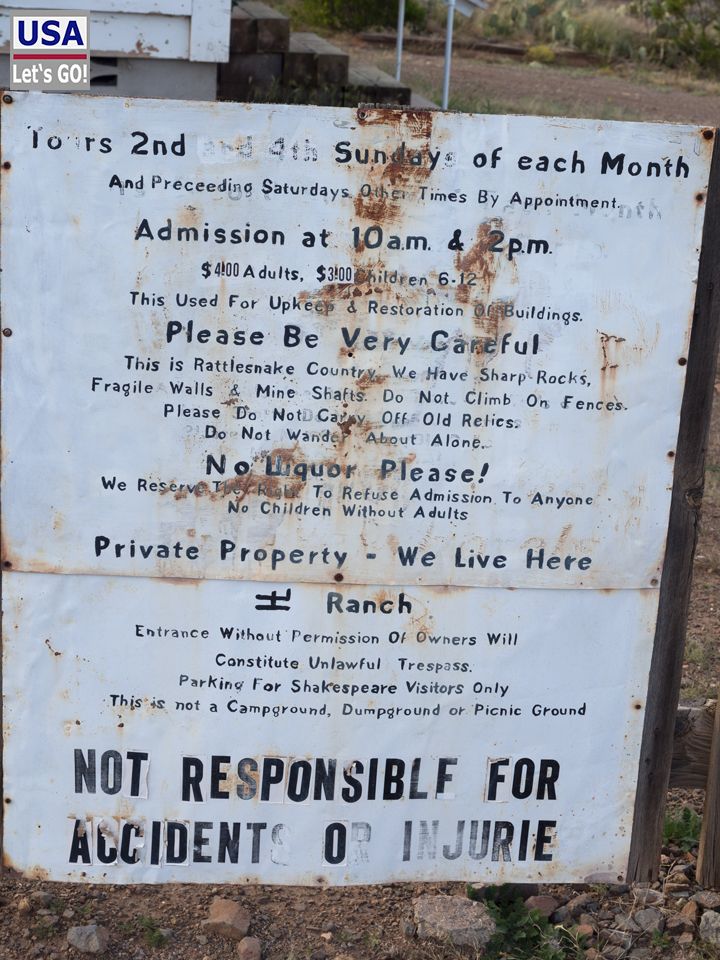 USA
Let's GO!
Tours 2nd and 4th Sundays of each Month
And Preceeding Saturdays Other Times By Appointment.
Admission at 10a.m. & 2p.m.
$4.00 Adults, $3.00 Children 6-12
This Used For Upkeep & Restoration Of Buildings.
Please Be Very Careful
This is Rattlesnake Country. We Have Sharp Rocks,
Fragile Walls & Mine Shafts. Do Not Climb On Fences.
Please Do Not Carry Off Old Relics.
Do Not Wander About Alone.
No Liquor Please!
We Reserve The Right To Refuse Admission To Anyone
No Children Without Adults
Private Property - We Live Here
Ranch
Entrance Without Permission Of Owners Will
Constitute Unlawful Trespass.
Parking For Shakespeare Visitors Only
This is not a Campground, Dumpground or Picnic Ground
NOT RESPONSIBLE FOR
ACCIDENTS OR INJURIE